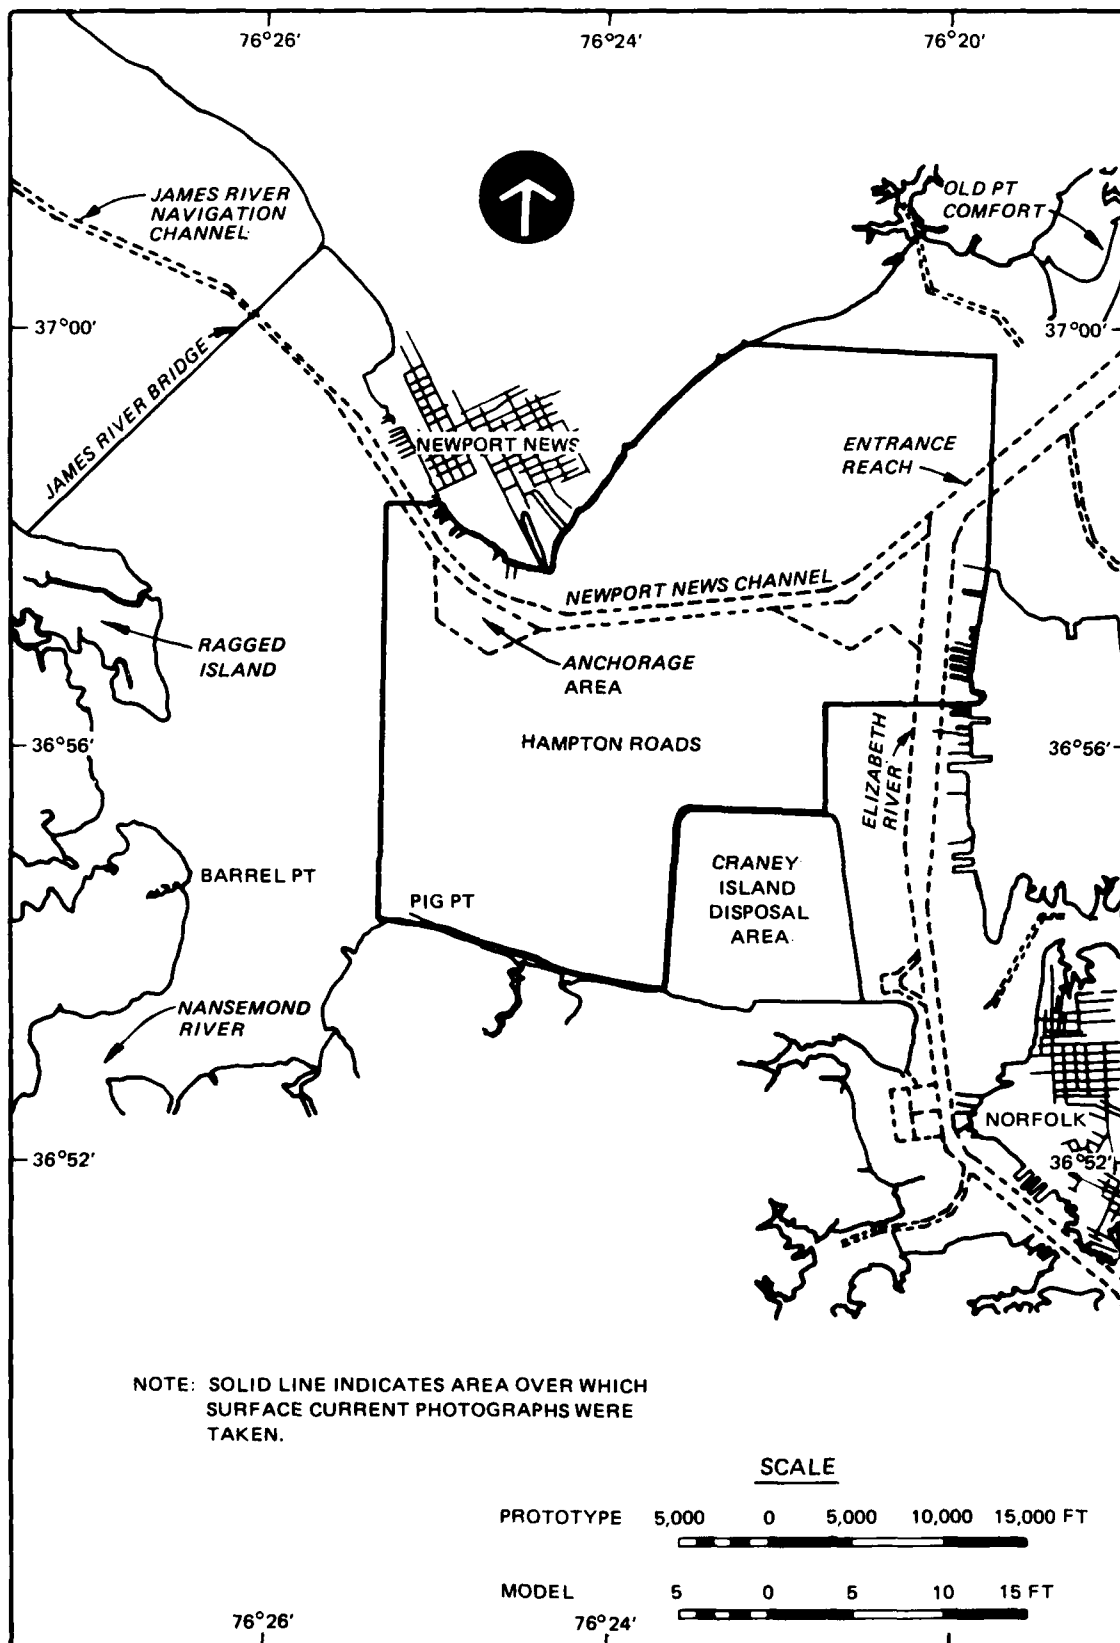 76°26'
76°24'
76°20'
JAMES RIVER
NAVIGATION
CHANNEL
OLD PT
COMFORT
37°00'
37°00'
JAMES RIVER BRIDGE
NEWPORT NEWS
ENTRANCE
REACH
NEWPORT NEWS CHANNEL
RAGGED
ISLAND
ANCHORAGE
AREA
36°56'
HAMPTON ROADS
ELIZABETH
RIVER
36°56'
CRANEY
ISLAND
DISPOSAL
AREA
BARREL PT
PIG PT
NANSEMOND
RIVER
NORFOLK
36°52'
36°52'
NOTE: SOLID LINE INDICATES AREA OVER WHICH
SURFACE CURRENT PHOTOGRAPHS WERE
TAKEN.
SCALE
PROTOTYPE 5,000 0 5,000 10,000 15,000 FT
MODEL 5 0 5 10 15 FT
76°26'
76°24'